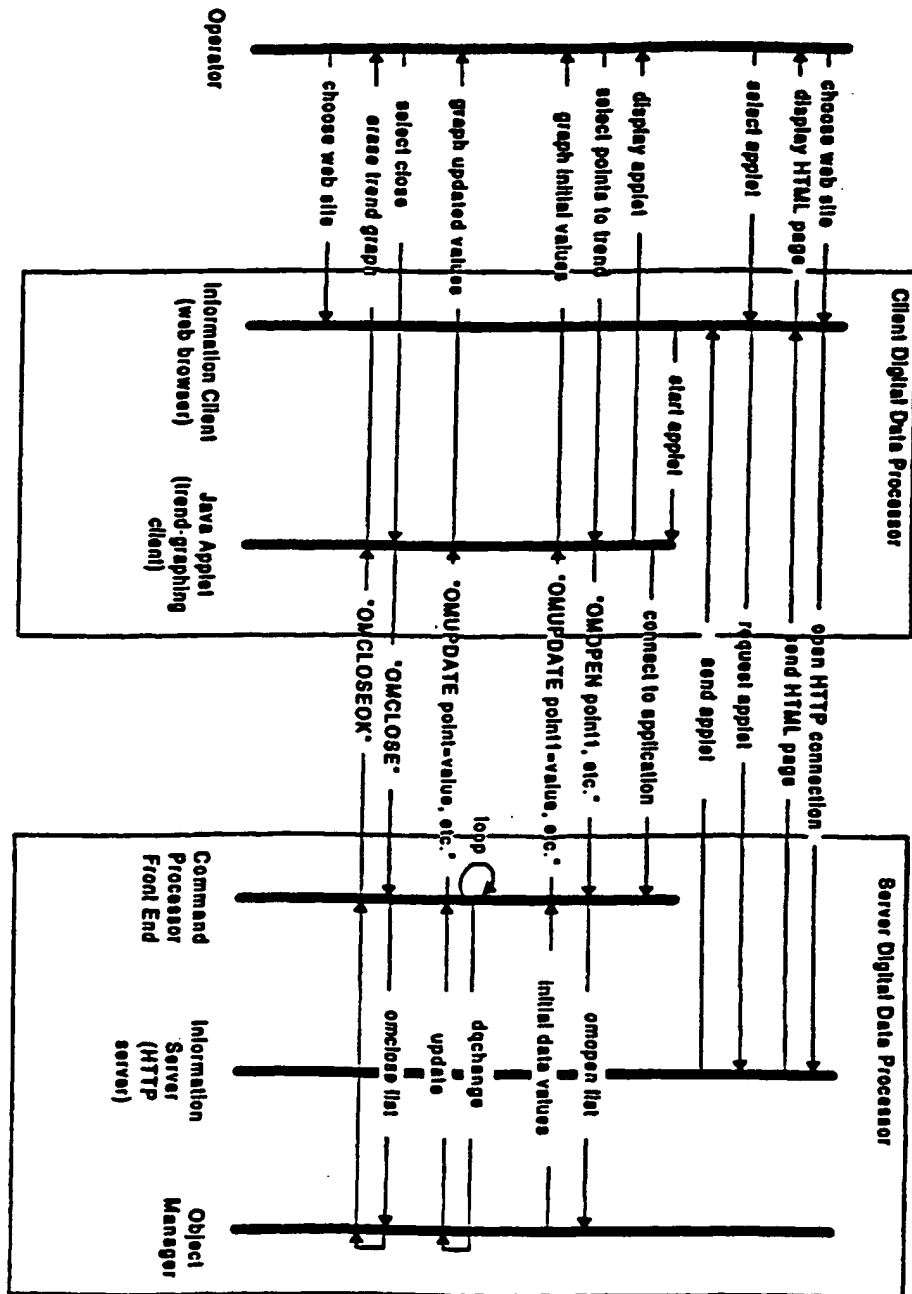 Client Digital Data Processor
Server Digital Data Processor
choose web site
open HTTP connection
display HTML page
send HTML page
select applet
request applet
send applet
start applet
connect to application
display applet
select points to trend
"OMOPEN point1, etc."
omopen list
graph initial values
"OMUPDATE point1=value, etc."
initial data values
loop
dqchange
graph updated values
"OMUPDATE point=value, etc."
update
select close
"OMCLOSE"
omclose list
erase trend graph
"OMCLOSEOK"
choose web site
Operator
Information Client
(web browser)
Java Applet
(trend-graphing
client)
Command
Processor
Front End
Information
Server
(HTTP
server)
Object
Manager